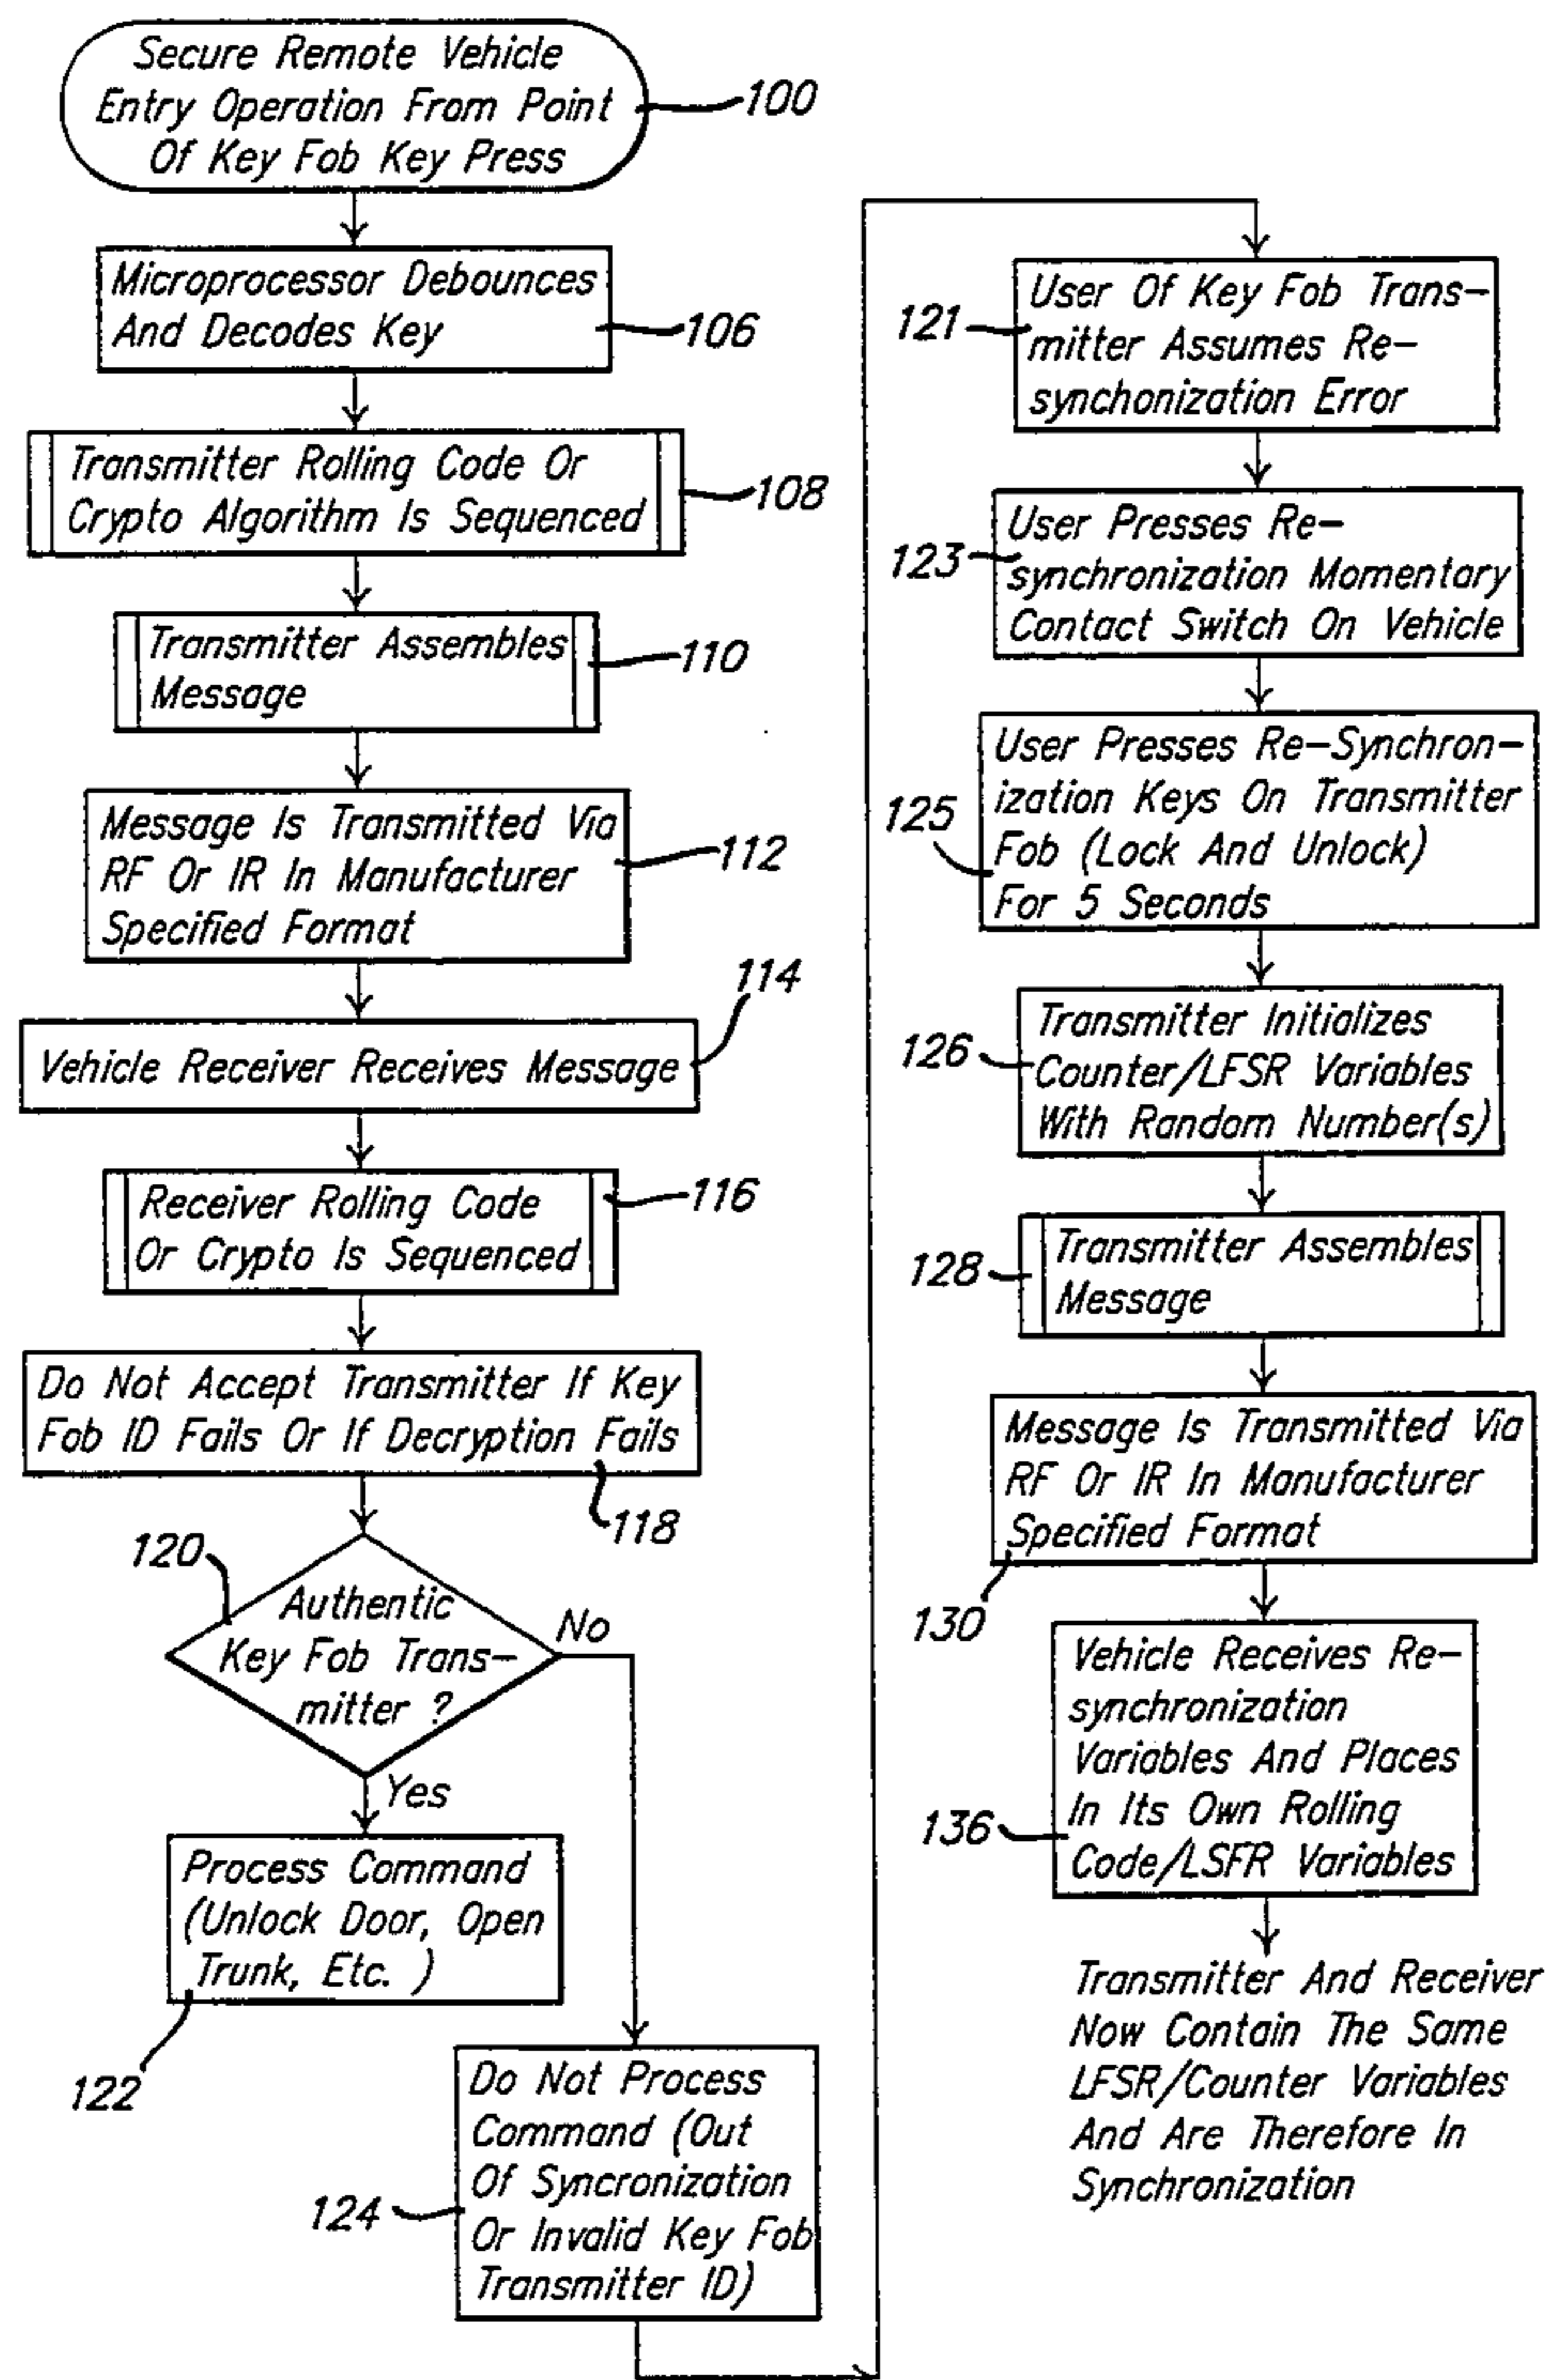 Secure Remote Vehicle
Entry Operation From Point
Of Key Fob Key Press
100
Microprocessor Debounces
And Decodes Key
106
Transmitter Rolling Code Or
Crypto Algorithm Is Sequenced
108
Transmitter Assembles
Message
110
Message Is Transmitted Via
RF Or IR In Manufacturer
Specified Format
112
114
Vehicle Receiver Receives Message
Receiver Rolling Code
Or Crypto Is Sequenced
116
Do Not Accept Transmitter If Key
Fob ID Fails Or If Decryption Fails
118
120
Authentic
Key Fob Trans-
mitter ?
No
Yes
Process Command
(Unlock Door, Open
Trunk, Etc. )
122
Do Not Process
Command (Out
Of Syncronization
Or Invalid Key Fob
Transmitter ID)
124
User Of Key Fob Trans-
mitter Assumes Re-
synchonization Error
121
User Presses Re-
synchronization Momentary
Contact Switch On Vehicle
123
User Presses Re-Synchron-
ization Keys On Transmitter
Fob (Lock And Unlock)
For 5 Seconds
125
Transmitter Initializes
Counter/LFSR Variables
With Random Number(s)
126
Transmitter Assembles
Message
128
Message Is Transmitted Via
RF Or IR In Manufacturer
Specified Format
130
Vehicle Receives Re-
synchronization
Variables And Places
In Its Own Rolling
Code/LSFR Variables
136
Transmitter And Receiver
Now Contain The Same
LFSR/Counter Variables
And Are Therefore In
Synchronization